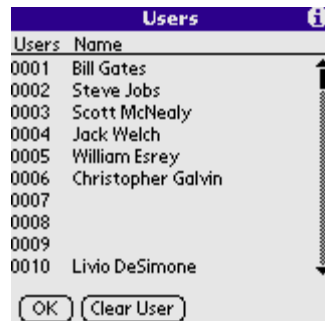 Users
Users Name
0001 Bill Gates
0002 Steve Jobs
0003 Scott McNealy
0004 Jack Welch
0005 William Esrey
0006 Christopher Galvin
0007
0008
0009
0010 Livio DeSimone
OK Clear User